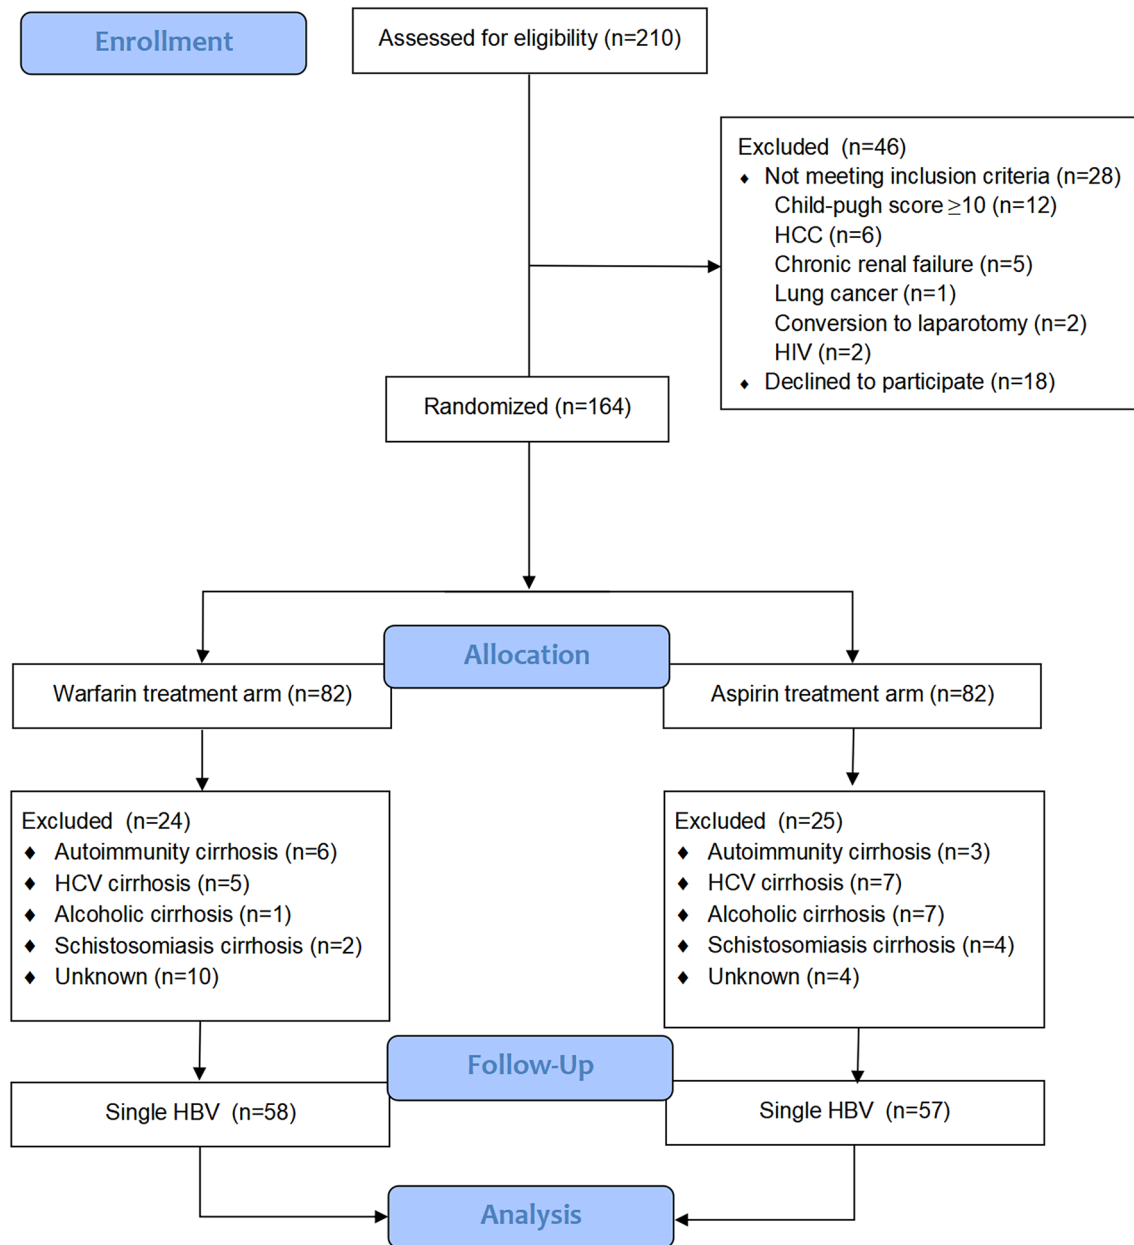 Enrollment
Assessed for eligibility (n=210)
Excluded (n=46)
♦ Not meeting inclusion criteria (n=28)
Child-pugh score ≥10 (n=12)
HCC (n=6)
Chronic renal failure (n=5)
Lung cancer (n=1)
Conversion to laparotomy (n=2)
HIV (n=2)
♦ Declined to participate (n=18)
Randomized (n=164)
Allocation
Warfarin treatment arm (n=82)
Aspirin treatment arm (n=82)
Excluded (n=24)
♦ Autoimmunity cirrhosis (n=6)
♦ HCV cirrhosis (n=5)
♦ Alcoholic cirrhosis (n=1)
♦ Schistosomiasis cirrhosis (n=2)
♦ Unknown (n=10)
Excluded (n=25)
♦ Autoimmunity cirrhosis (n=3)
♦ HCV cirrhosis (n=7)
♦ Alcoholic cirrhosis (n=7)
♦ Schistosomiasis cirrhosis (n=4)
♦ Unknown (n=4)
Follow-Up
Single HBV (n=58)
Single HBV (n=57)
Analysis